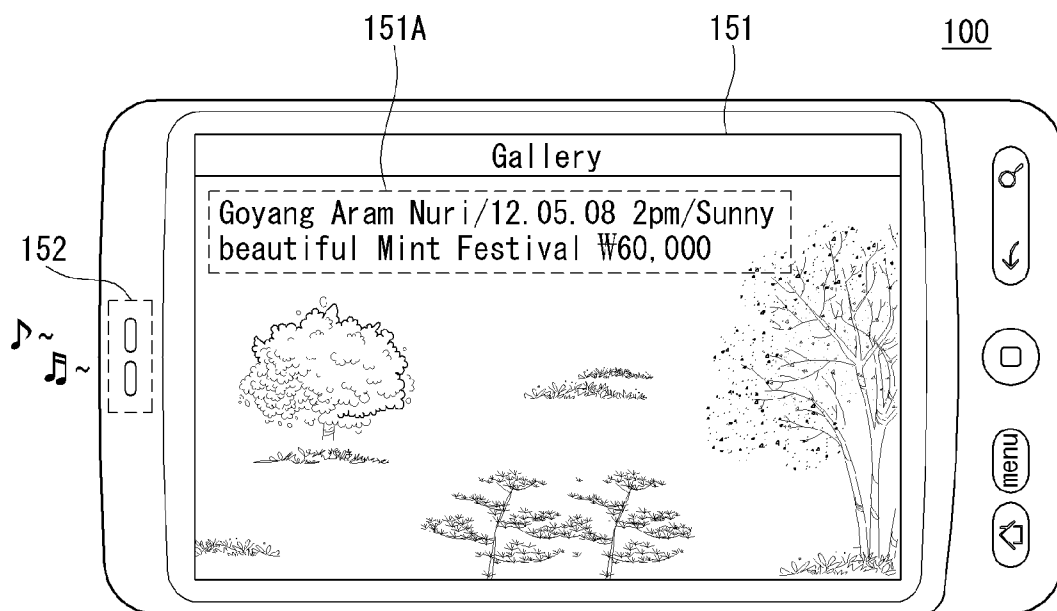 151A
151
100
Gallery
Goyang Aram Nuri/12.05.08 2pm/Sunny
beautiful Mint Festival ₩60,000
152
menu